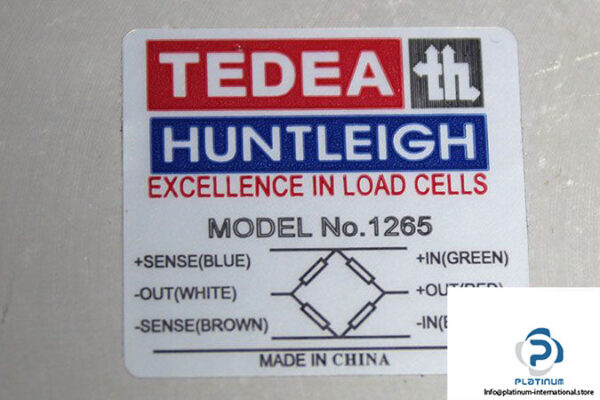 TEDEA th
HUNTLEIGH
EXCELLENCE IN LOAD CELLS
MODEL No.1265
+SENSE(BLUE) +IN(GREEN)
-OUT(WHITE)
-SENSE(BROWN)
MADE IN CHINA
PLATINUM
Info@platinum-international.store